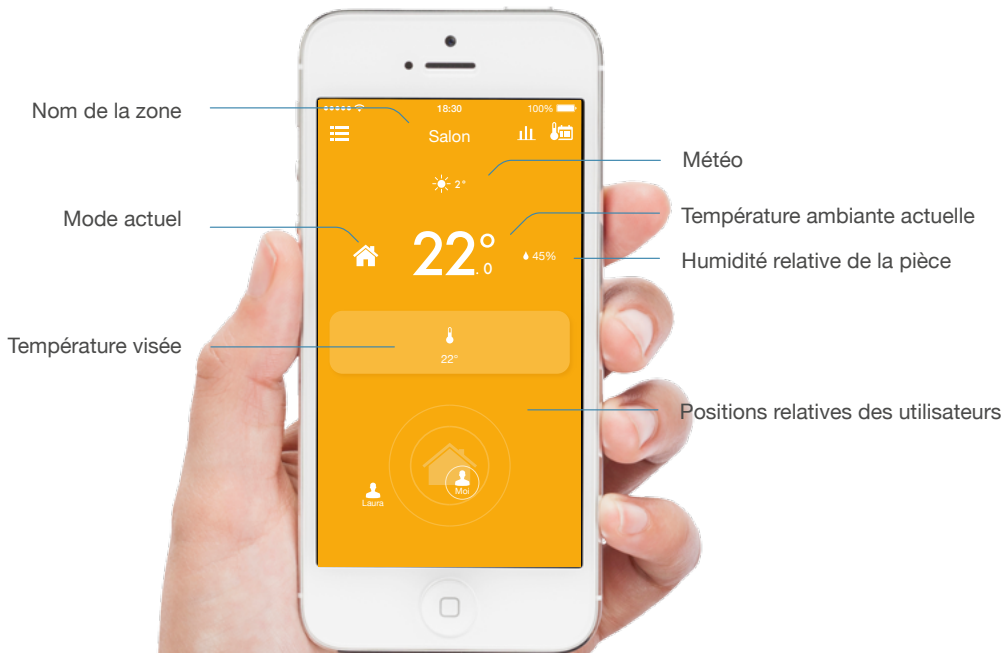 18:30
100%
Nom de la zone
Salon
Météo
2°
Mode actuel
Température ambiante actuelle
22°.0
45%
Humidité relative de la pièce
Température visée
22°
Positions relatives des utilisateurs
Moi
Laura